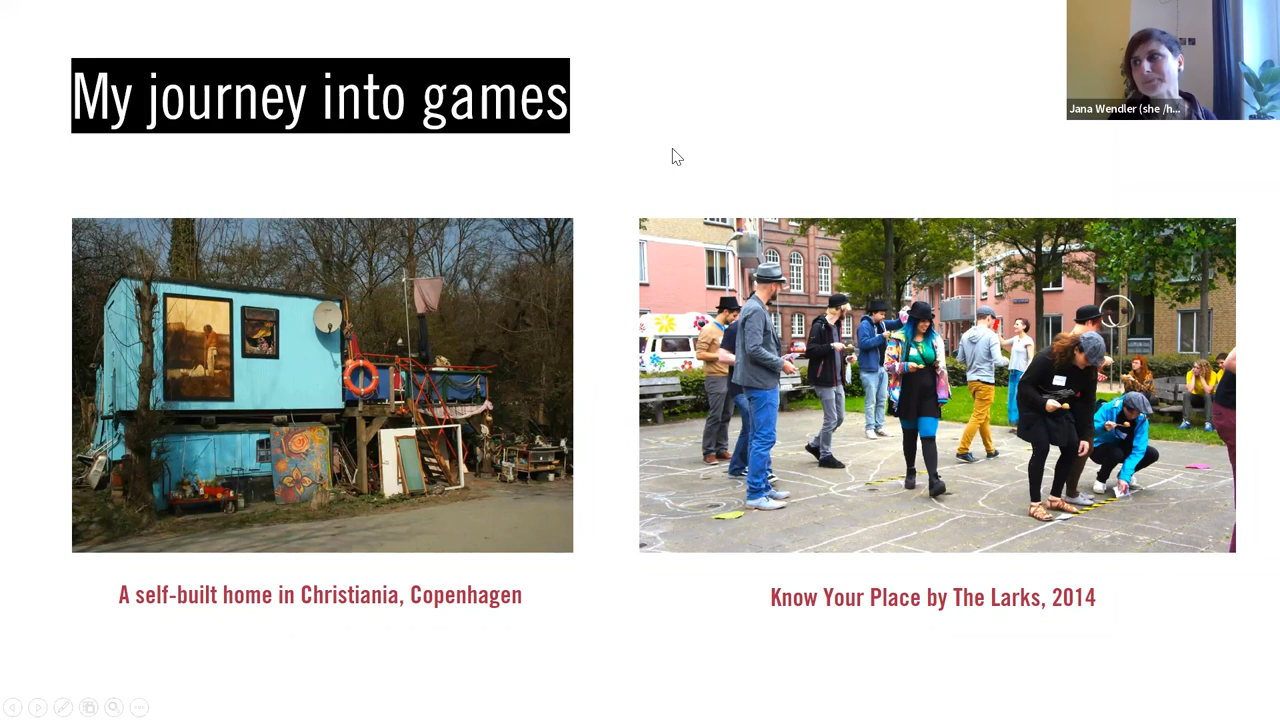 My journey into games
Jana Wendler (she /h...
A self-built home in Christiania, Copenhagen
Know Your Place by The Larks, 2014